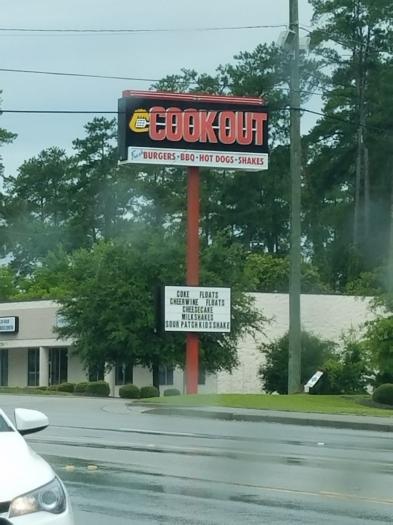 COOK OUT
BURGERS • BBQ • HOT DOGS • SHAKES
COKE FLOATS
CHEERWINE FLOATS
CHEESECAKE
MILKSHAKES
SOUR PATCH KIDS SHAKE